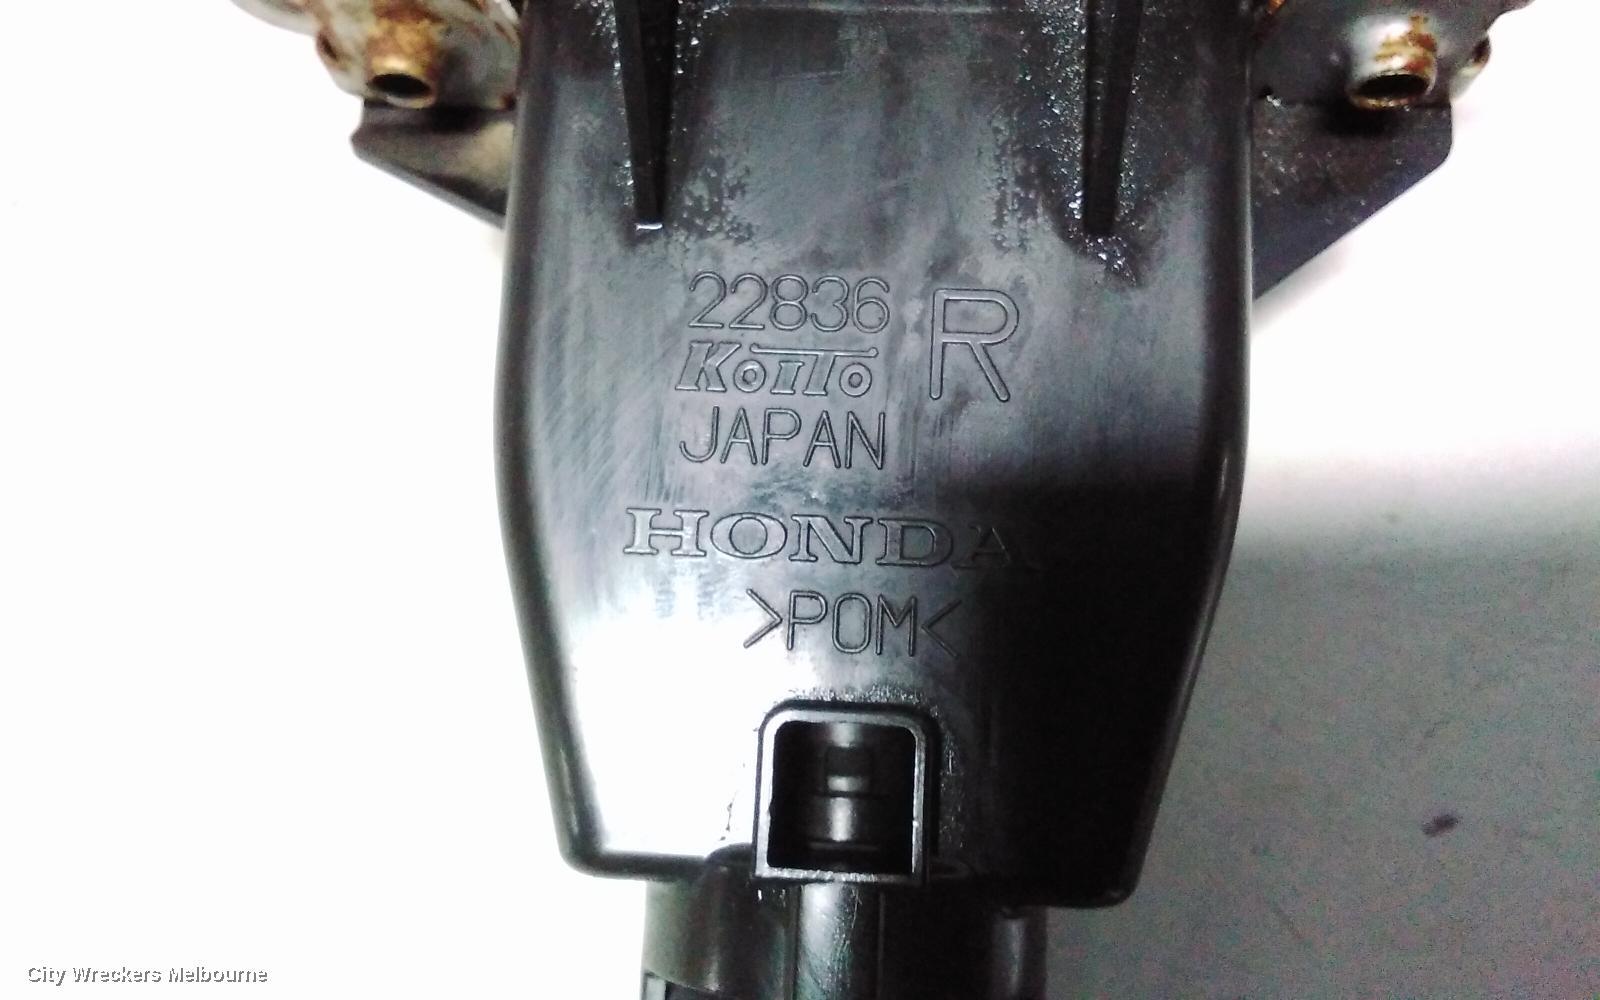 22836 R
KOITO
JAPAN
HONDA
>POM<
City Wreckers Melbourne